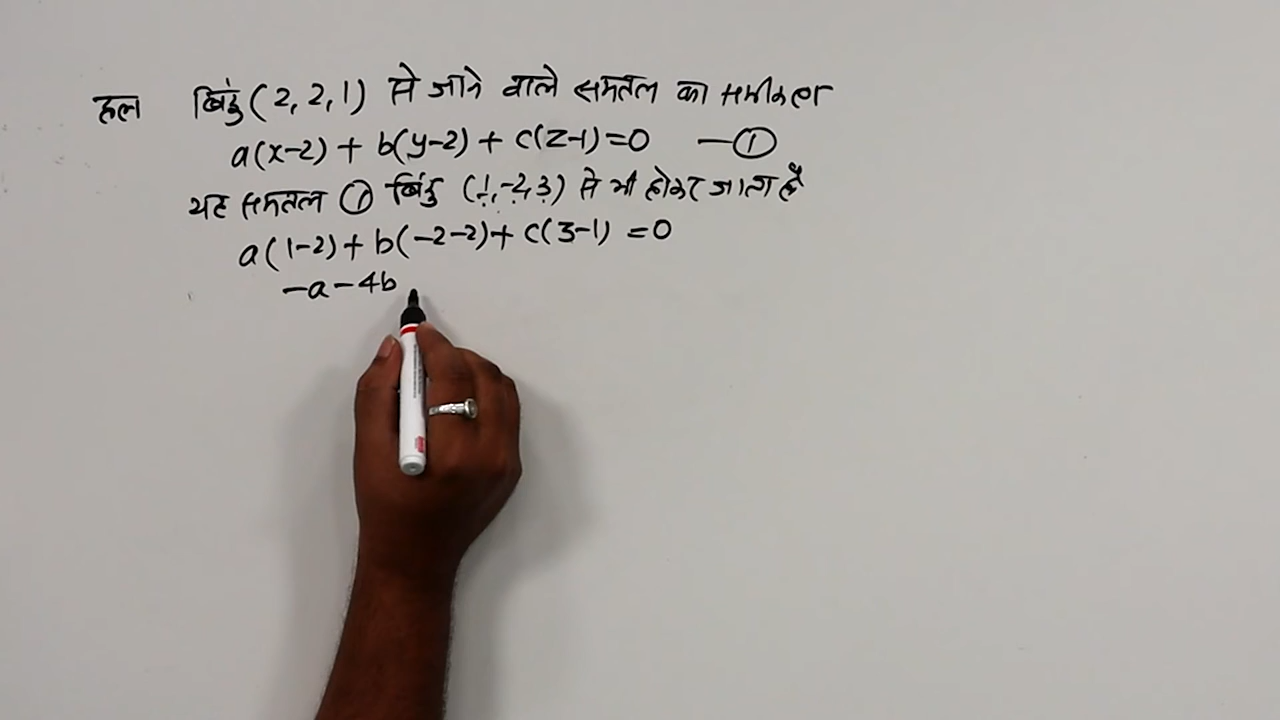 हल बिंदु (2, 2, 1) से जाने वाले समतल का समीकरण
a(x-2) + b(y-2) + c(z-1) = 0 —①
यह समतल ① बिंदु (1, -2, 3) से भी होकर जाता है
a(1-2) + b(-2-2) + c(3-1) = 0
-a - 4b